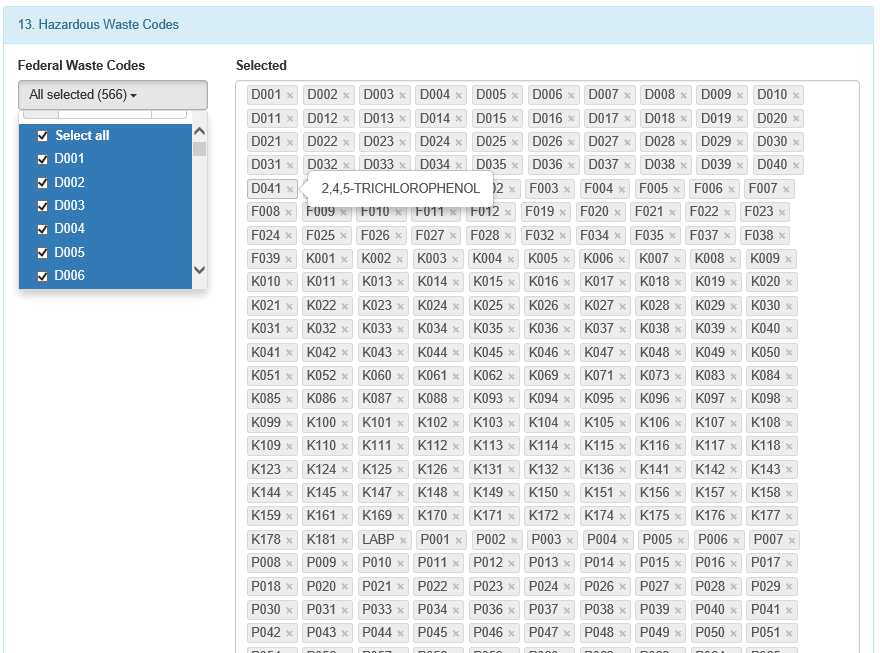 13. Hazardous Waste Codes
Federal Waste Codes
All selected (566)
Select all
D001
D002
D003
D004
D005
D006
Selected
D001 × D002 × D003 × D004 × D005 × D006 × D007 × D008 × D009 × D010 ×
D011 × D012 × D013 × D014 × D015 × D016 × D017 × D018 × D019 × D020 ×
D021 × D022 × D023 × D024 × D025 × D026 × D027 × D028 × D029 × D030 ×
D031 × D032 × D033 × D034 × D035 × D036 × D037 × D038 × D039 × D040 ×
D041 × 2,4,5-TRICHLOROPHENOL 02 × F003 × F004 × F005 × F006 × F007 ×
F008 × F009 × F010 × F011 × F012 × F019 × F020 × F021 × F022 × F023 ×
F024 × F025 × F026 × F027 × F028 × F032 × F034 × F035 × F037 × F038 ×
F039 × K001 × K002 × K003 × K004 × K005 × K006 × K007 × K008 × K009 ×
K010 × K011 × K013 × K014 × K015 × K016 × K017 × K018 × K019 × K020 ×
K021 × K022 × K023 × K024 × K025 × K026 × K027 × K028 × K029 × K030 ×
K031 × K032 × K033 × K034 × K035 × K036 × K037 × K038 × K039 × K040 ×
K041 × K042 × K043 × K044 × K045 × K046 × K047 × K048 × K049 × K050 ×
K051 × K052 × K060 × K061 × K062 × K069 × K071 × K073 × K083 × K084 ×
K085 × K086 × K087 × K088 × K093 × K094 × K095 × K096 × K097 × K098 ×
K099 × K100 × K101 × K102 × K103 × K104 × K105 × K106 × K107 × K108 ×
K109 × K110 × K111 × K112 × K113 × K114 × K115 × K116 × K117 × K118 ×
K123 × K124 × K125 × K126 × K131 × K132 × K136 × K141 × K142 × K143 ×
K144 × K145 × K147 × K148 × K149 × K150 × K151 × K156 × K157 × K158 ×
K159 × K161 × K169 × K170 × K171 × K172 × K174 × K175 × K176 × K177 ×
K178 × K181 × LABP × P001 × P002 × P003 × P004 × P005 × P006 × P007 ×
P008 × P009 × P010 × P011 × P012 × P013 × P014 × P015 × P016 × P017 ×
P018 × P020 × P021 × P022 × P023 × P024 × P026 × P027 × P028 × P029 ×
P030 × P031 × P033 × P034 × P036 × P037 × P038 × P039 × P040 × P041 ×
P042 × P043 × P044 × P045 × P046 × P047 × P048 × P049 × P050 × P051 ×